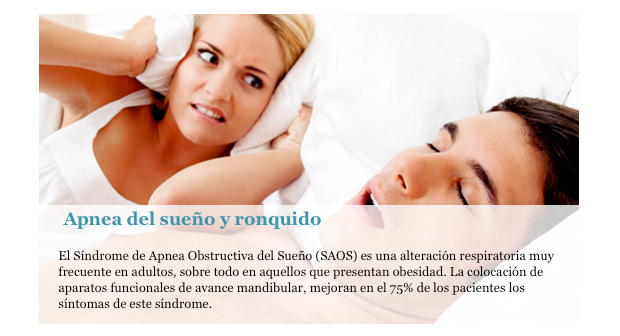 Apnea del sueño y ronquido
El Síndrome de Apnea Obstructiva del Sueño (SAOS) es una alteración respiratoria muy
frecuente en adultos, sobre todo en aquellos que presentan obesidad. La colocación de
aparatos funcionales de avance mandibular, mejoran en el 75% de los pacientes los
síntomas de este síndrome.